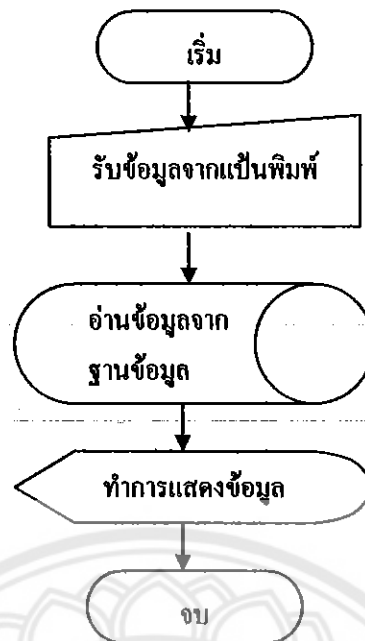 เริ่ม
รับข้อมูลจากแป้นพิมพ์
อ่านข้อมูลจาก
ฐานข้อมูล
ทำการแสดงข้อมูล
จบ